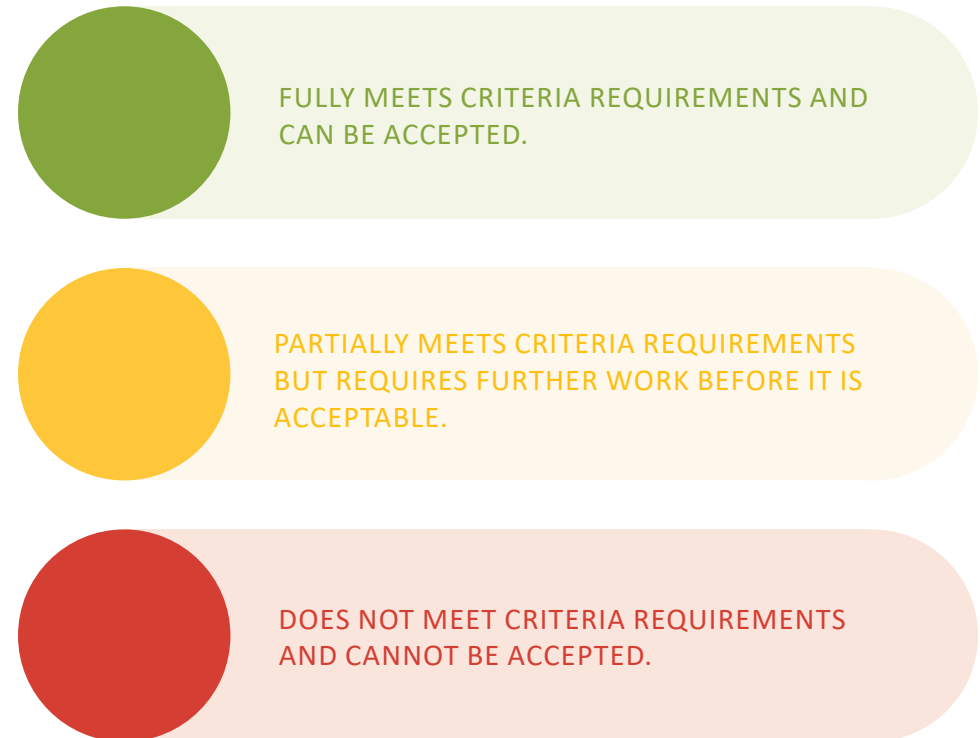 FULLY MEETS CRITERIA REQUIREMENTS AND
CAN BE ACCEPTED.
PARTIALLY MEETS CRITERIA REQUIREMENTS
BUT REQUIRES FURTHER WORK BEFORE IT IS
ACCEPTABLE.
DOES NOT MEET CRITERIA REQUIREMENTS
AND CANNOT BE ACCEPTED.